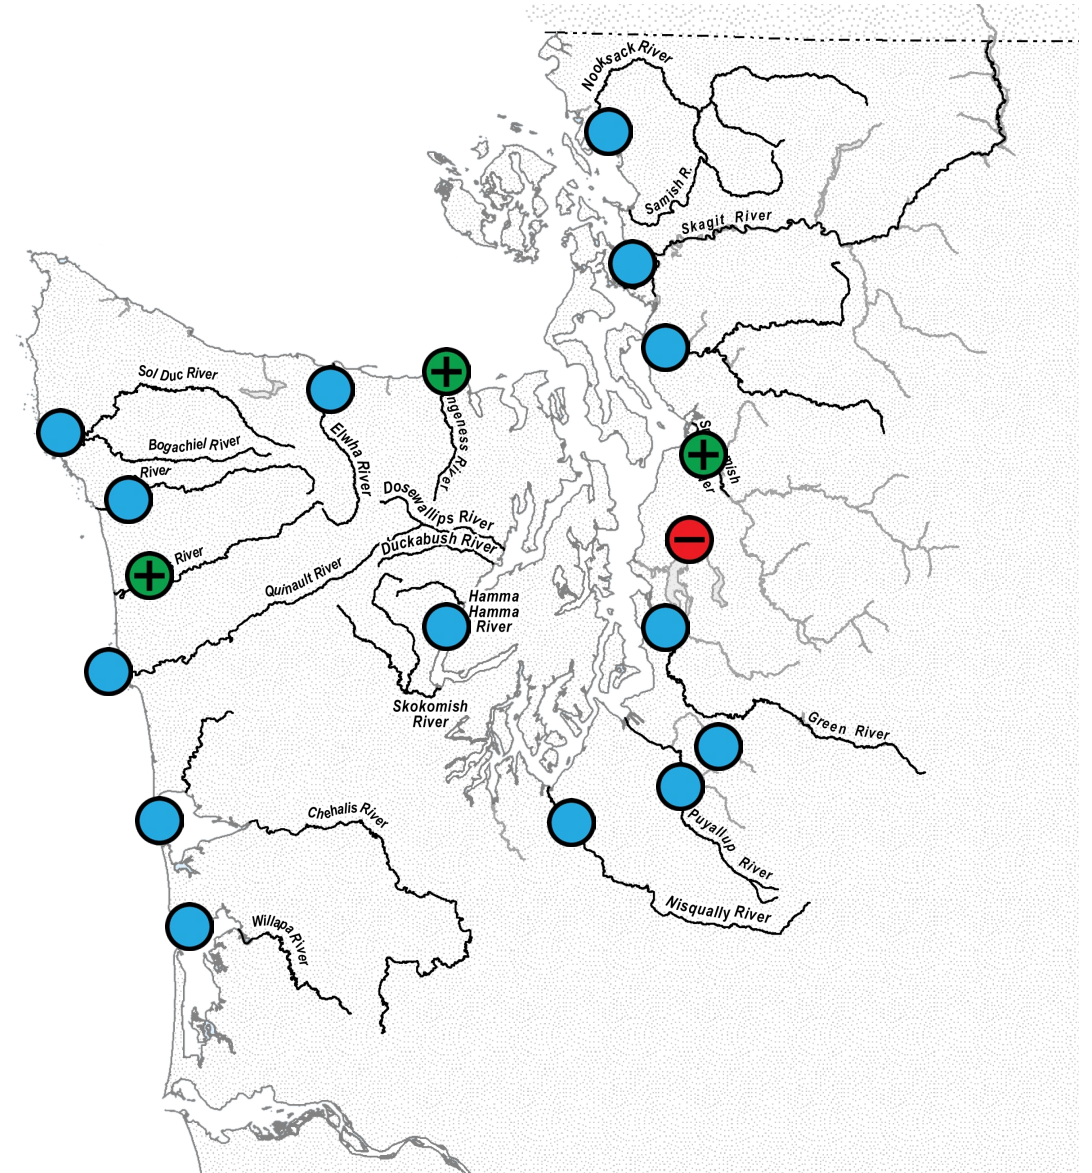 Nooksack River
Samish R.
Skagit River
Sol Duc River
Bogachiel River
River
Elwha River
ngeness River
River
Dosewallips River
Duckabush River
Quinault River
Hamma
Hamma
River
Skokomish
River
Green River
Chehalis River
Puyallup
River
Nisqually River
Willapa River